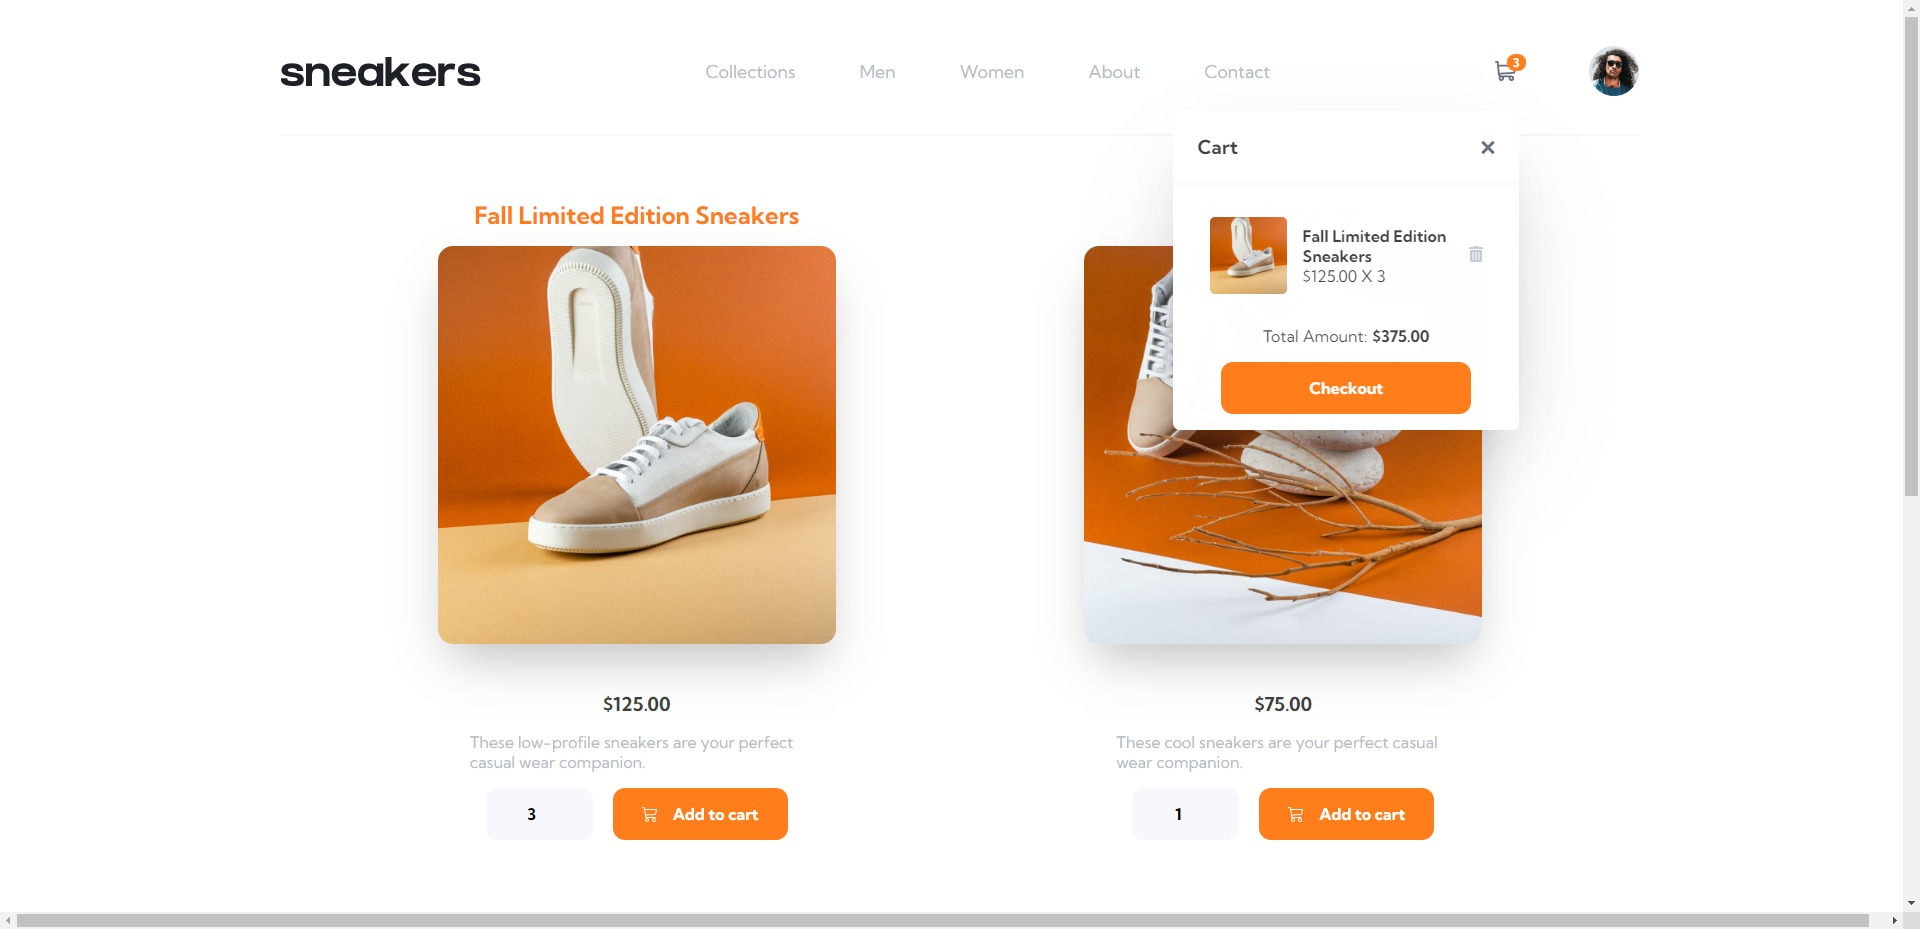 sneakers
Collections
Men
Women
About
Contact
3
Cart
Fall Limited Edition
Sneakers
$125.00 X 3
Total Amount: $375.00
Checkout
Fall Limited Edition Sneakers
$125.00
These low-profile sneakers are your perfect
casual wear companion.
3
Add to cart
$75.00
These cool sneakers are your perfect casual
wear companion.
1
Add to cart